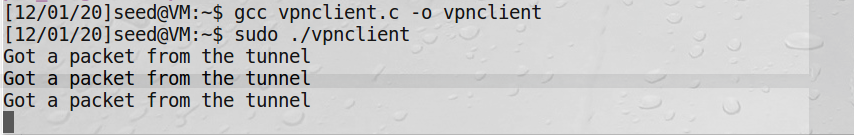 [12/01/20]seed@VM:~$ gcc vpnclient.c -o vpnclient
[12/01/20]seed@VM:~$ sudo ./vpnclient
Got a packet from the tunnel
Got a packet from the tunnel
Got a packet from the tunnel